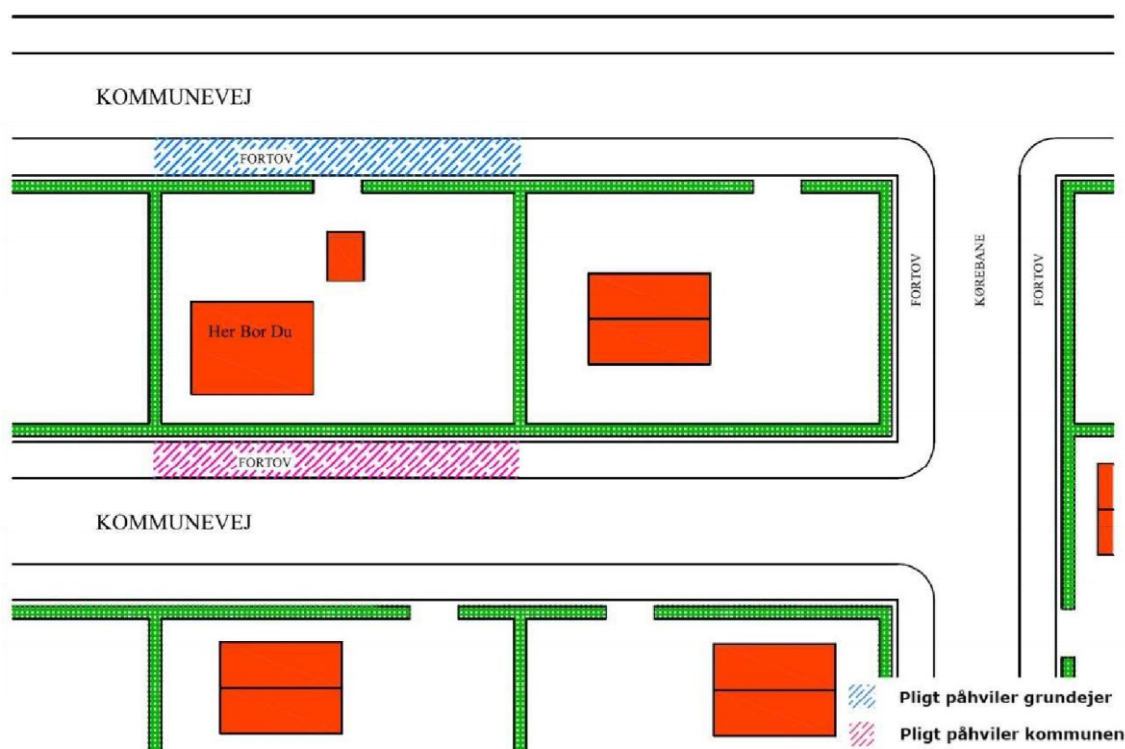 KOMMUNEVEJ
FORTOV
Her Bor Du
FORTOV
KØREBANE
FORTOV
FORTOV
KOMMUNEVEJ
Pligt påhviler grundejer
Pligt påhviler kommunen